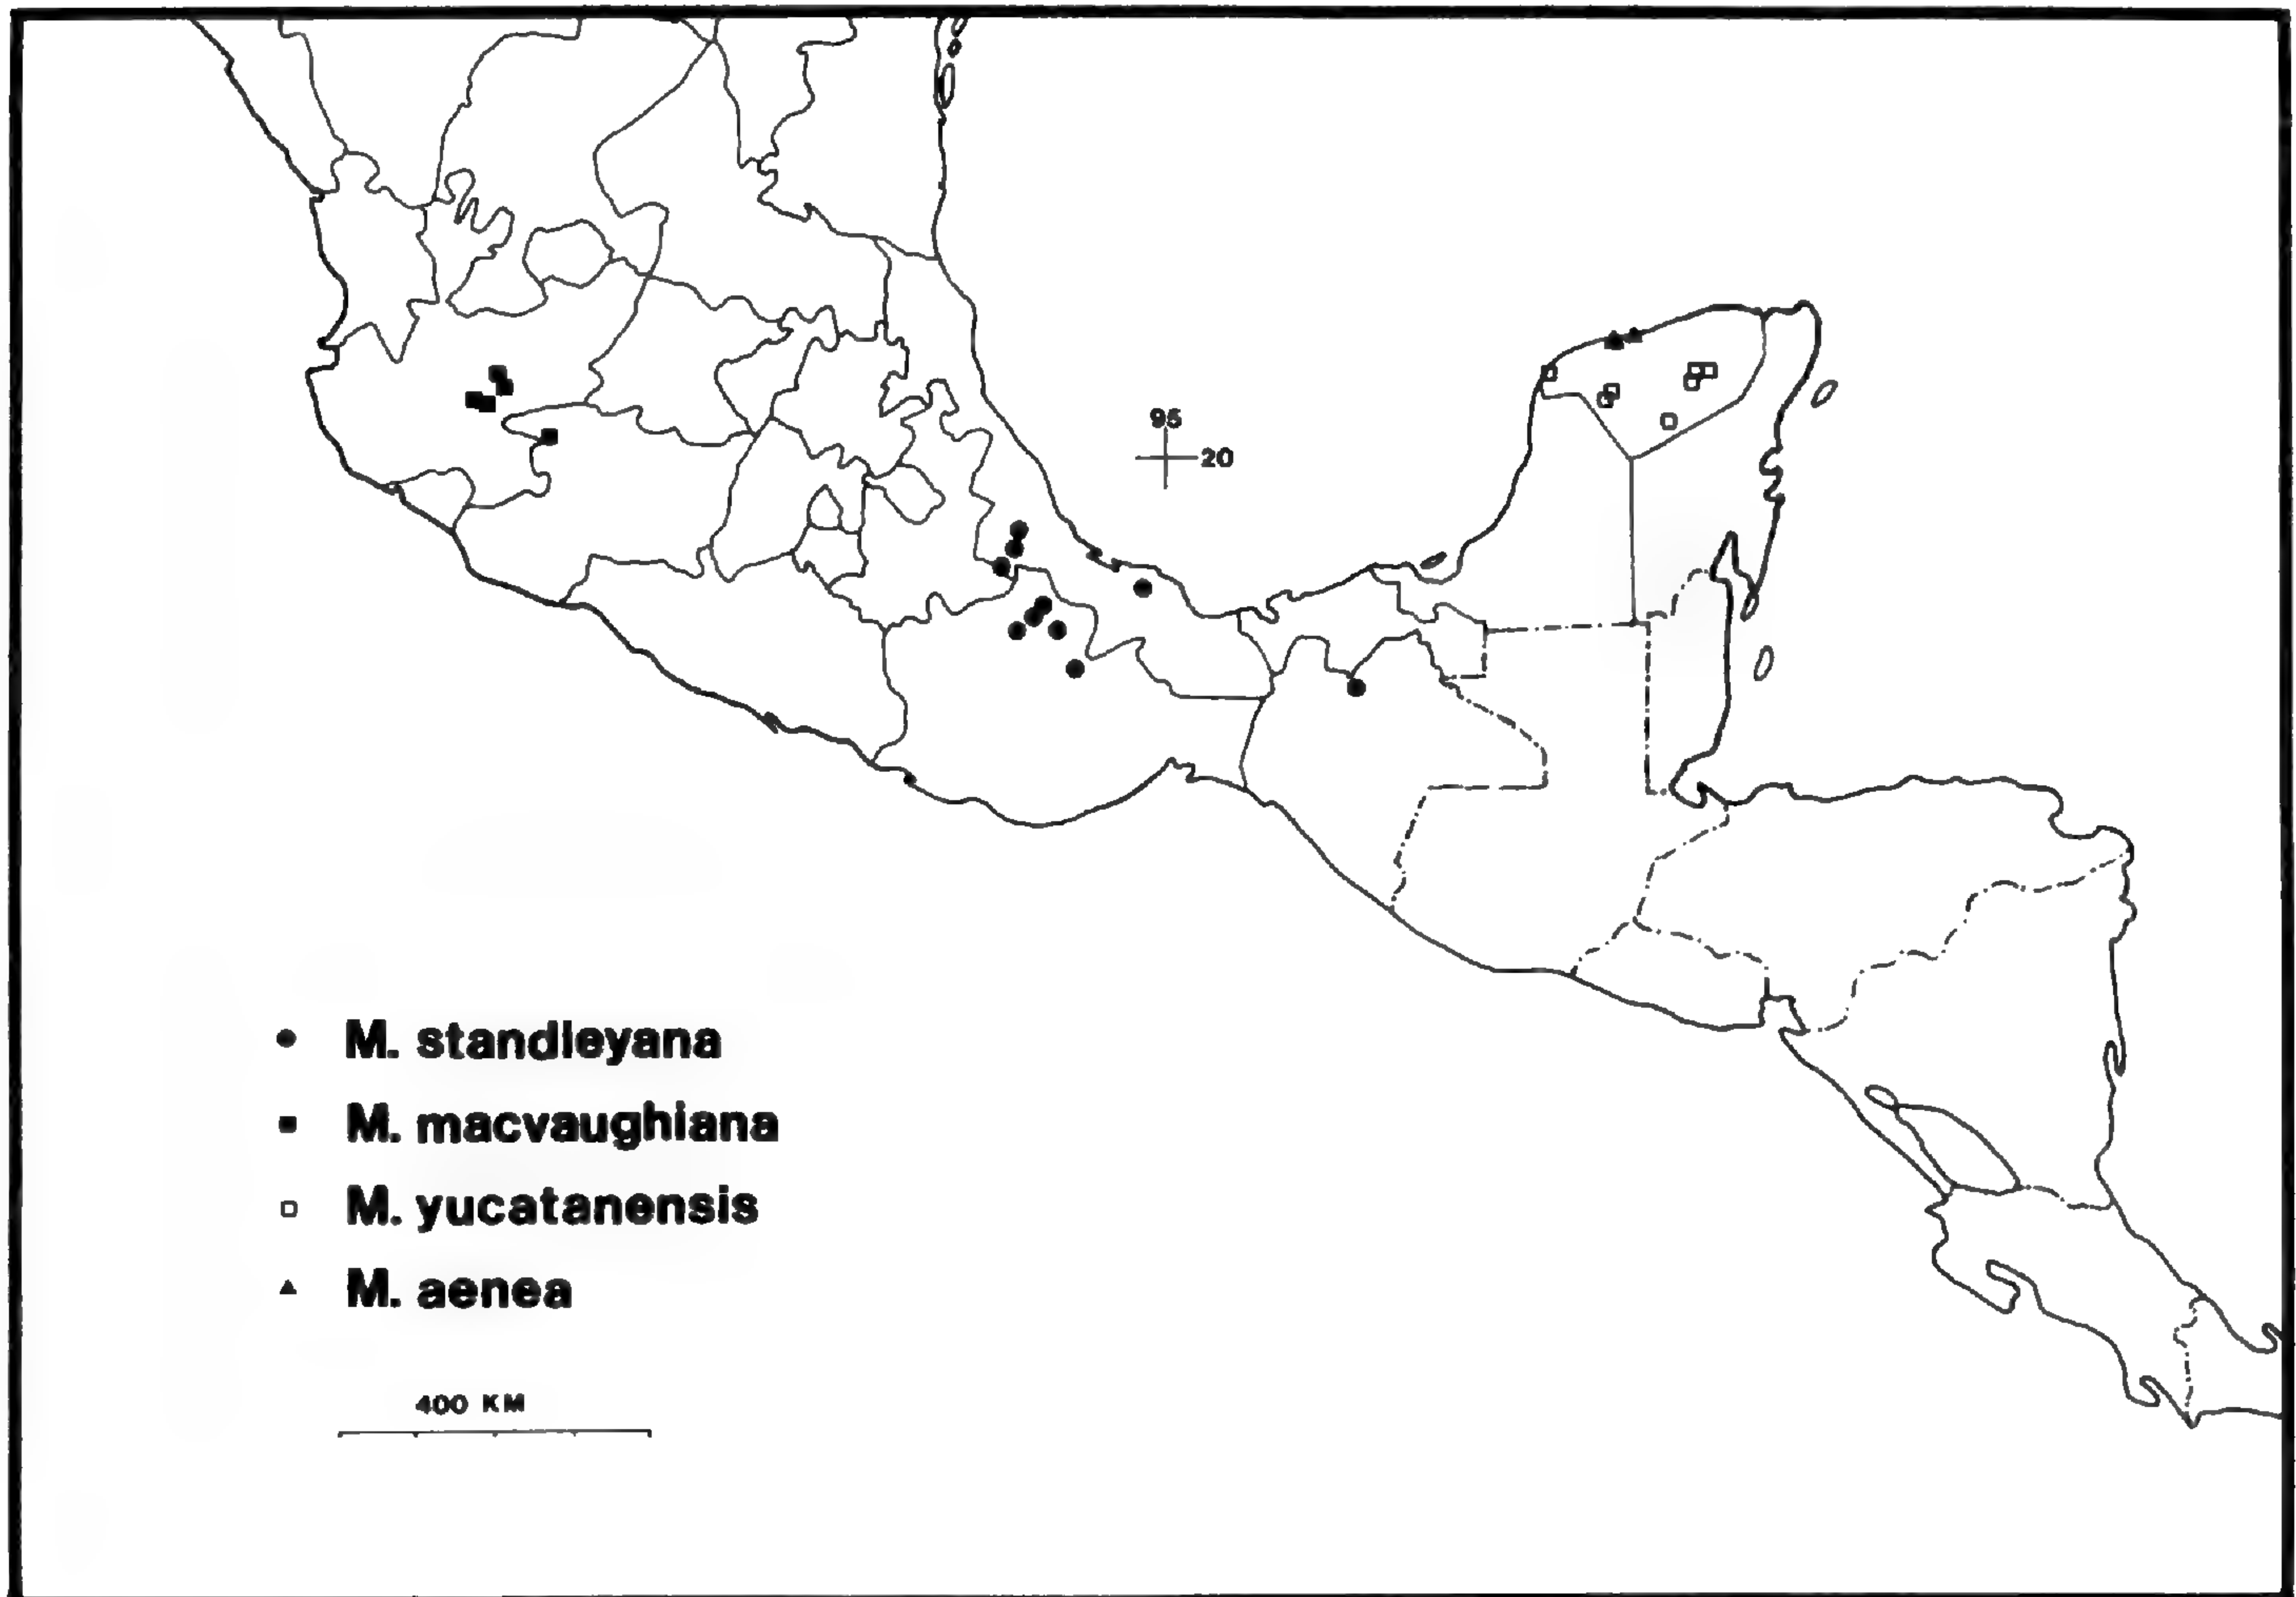 95
20
M. standleyana
M. macvaughiana
M. yucatanensis
M. aenea
400 KM